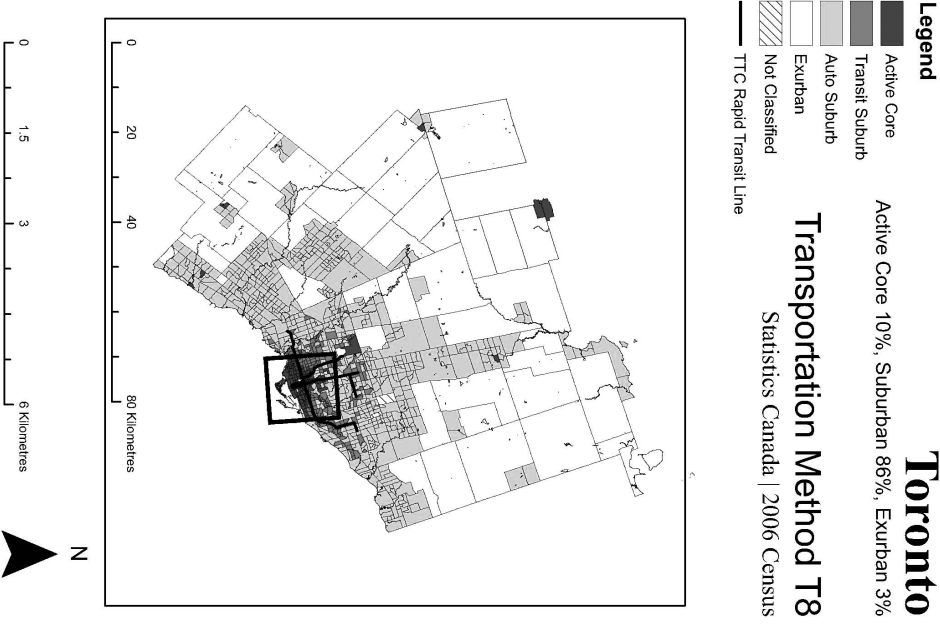 Toronto
Active Core 10%, Suburban 86%, Exurban 3%
Transportation Method T8
Statistics Canada | 2006 Census
Legend
Active Core
Transit Suburb
Auto Suburb
Exurban
Not Classified
TTC Rapid Transit Line
0 20 40 80 Kilometres
0 1.5 3 6 Kilometres
N